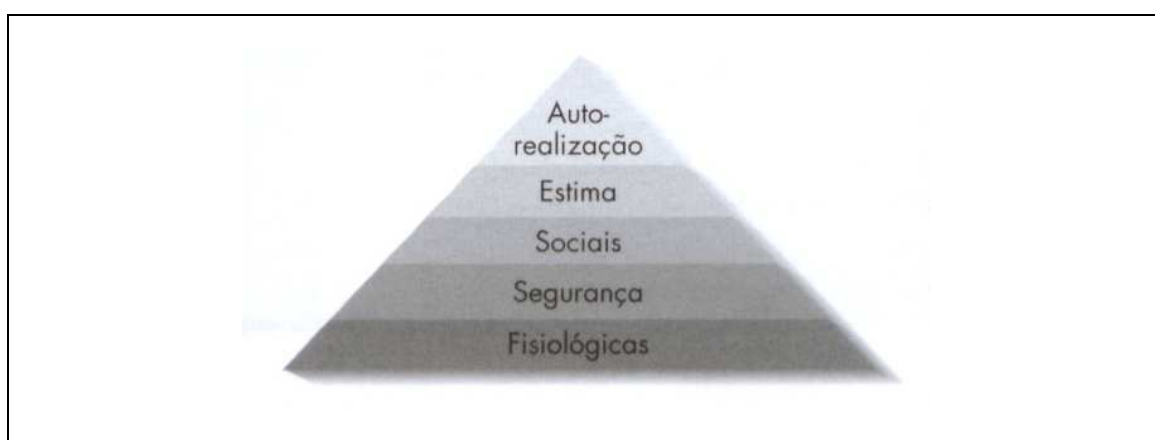 Auto-
realização
Estima
Sociais
Segurança
Fisiológicas